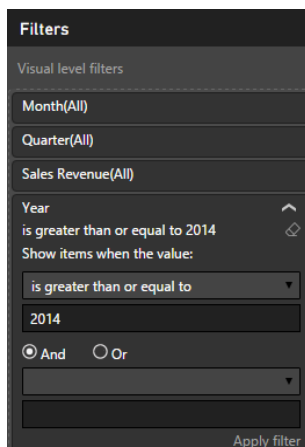 Filters
Visual level filters
Month(All)
Quarter(All)
Sales Revenue(All)
Year
is greater than or equal to 2014
Show items when the value:
is greater than or equal to
2014
And Or
Apply filter